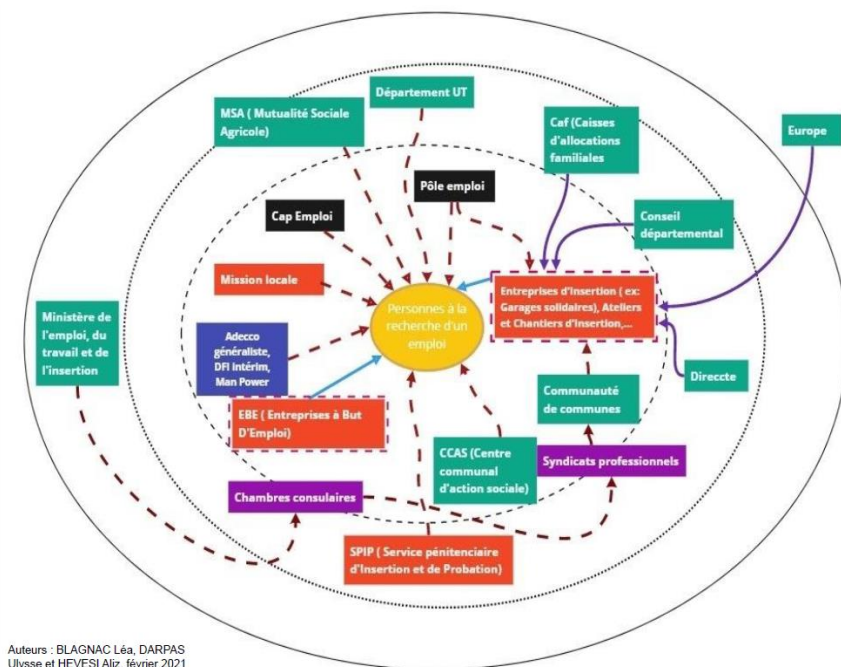 Département UT
MSA ( Mutualité Sociale
Agricole)
Caf (Caisses
d'allocations
familiales
Europe
Pôle emploi
Cap Emploi
Conseil
départemental
Mission locale
Entreprises d'Insertion ( ex:
Garages solidaires), Ateliers
et Chantiers d'Insertion,...
Personnes à la
recherche d'un
emploi
Ministère de
l'emploi, du
travail et de
l'insertion
Adecco
généraliste,
DFI Intérim,
Man Power
Direccte
Communauté
de communes
EBE ( Entreprises à But
D'Emploi)
CCAS (Centre
communal
d'action sociale)
Syndicats professionnels
Chambres consulaires
SPIP ( Service pénitenciaire
d'Insertion et de Probation)
Auteurs : BLAGNAC Léa, DARPAS
Ulysse et HEVESI Aliz, février 2021